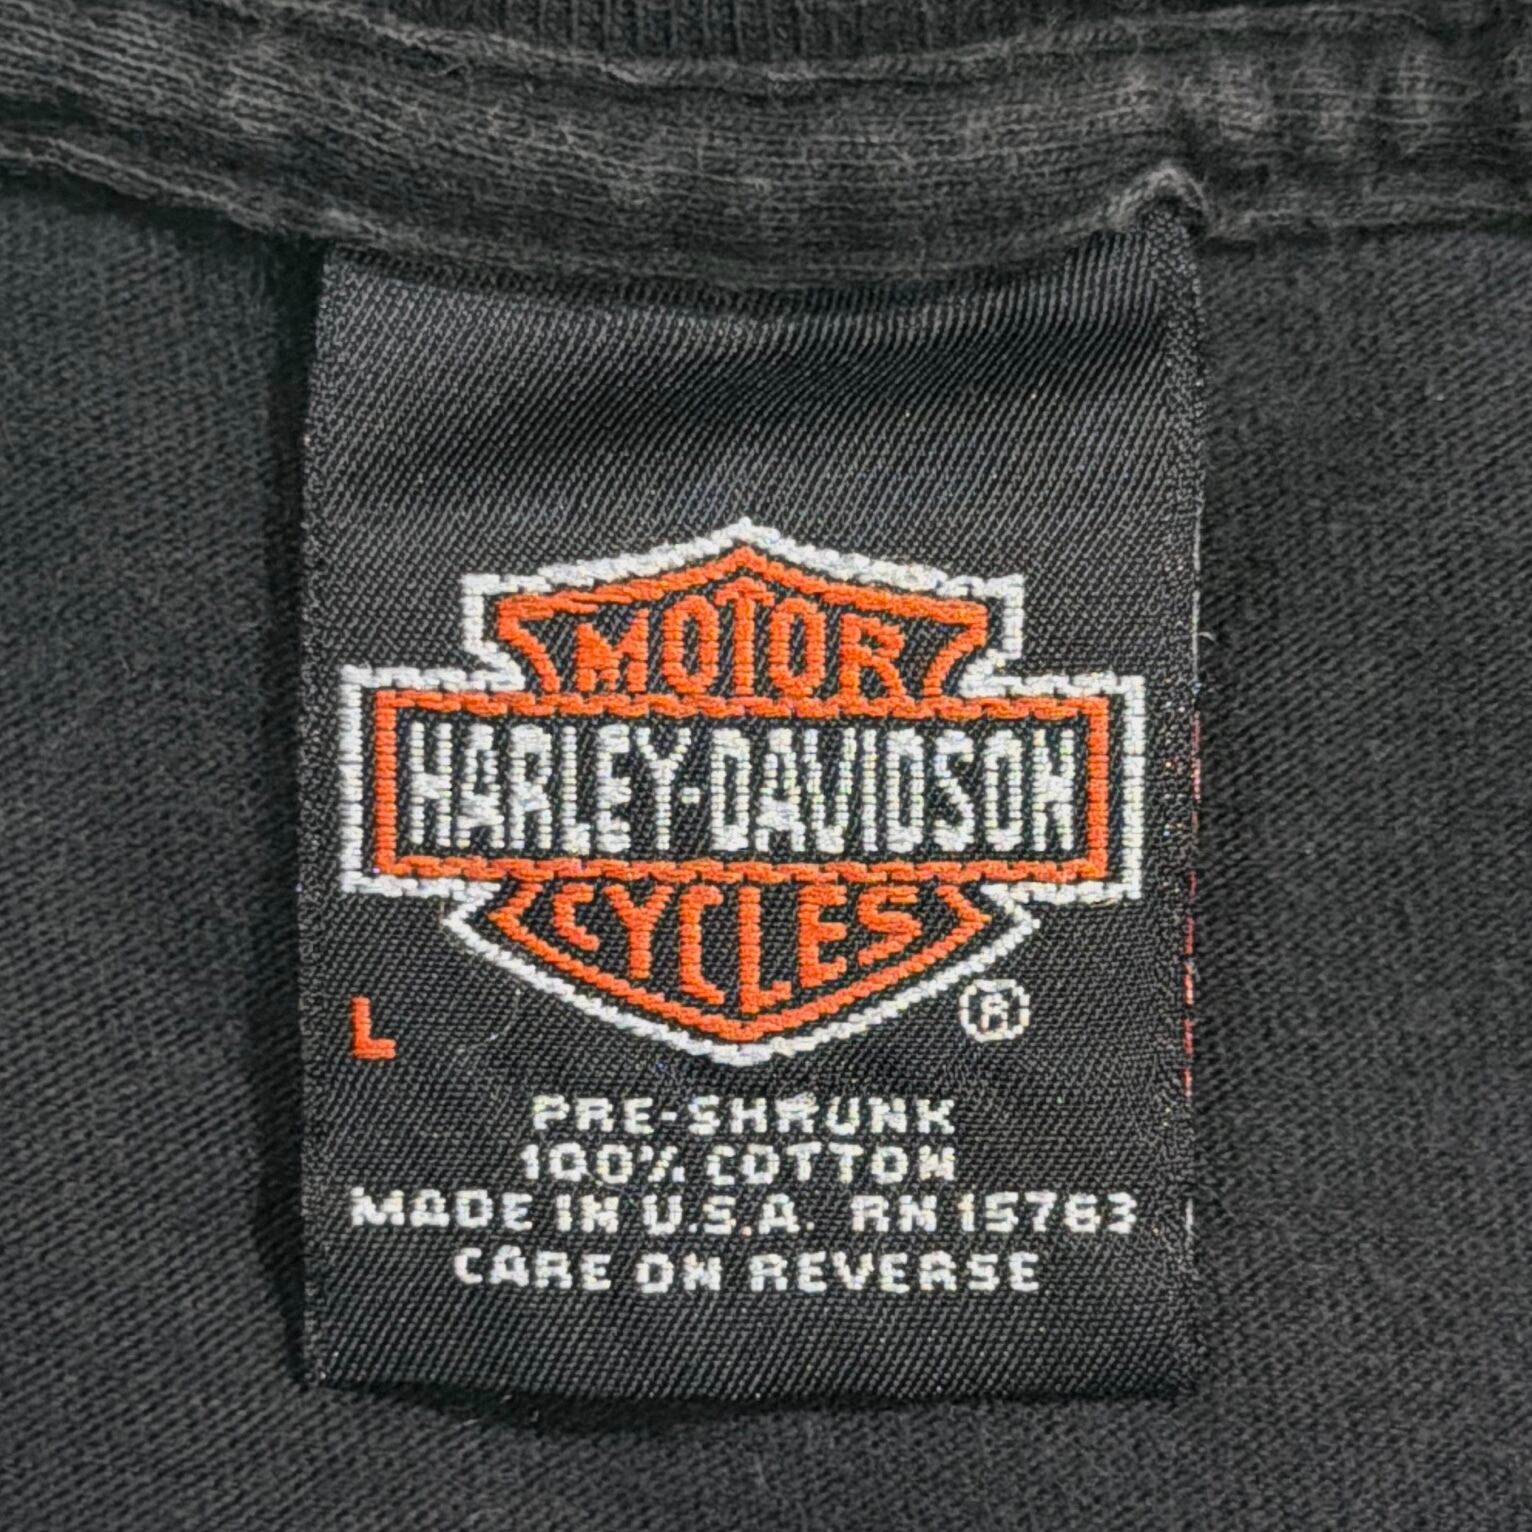 MOTOR
HARLEY-DAVIDSON
CYCLES
®
L
PRE-SHRUNK
100% COTTON
MADE IN U.S.A. RN 15763
CARE ON REVERSE